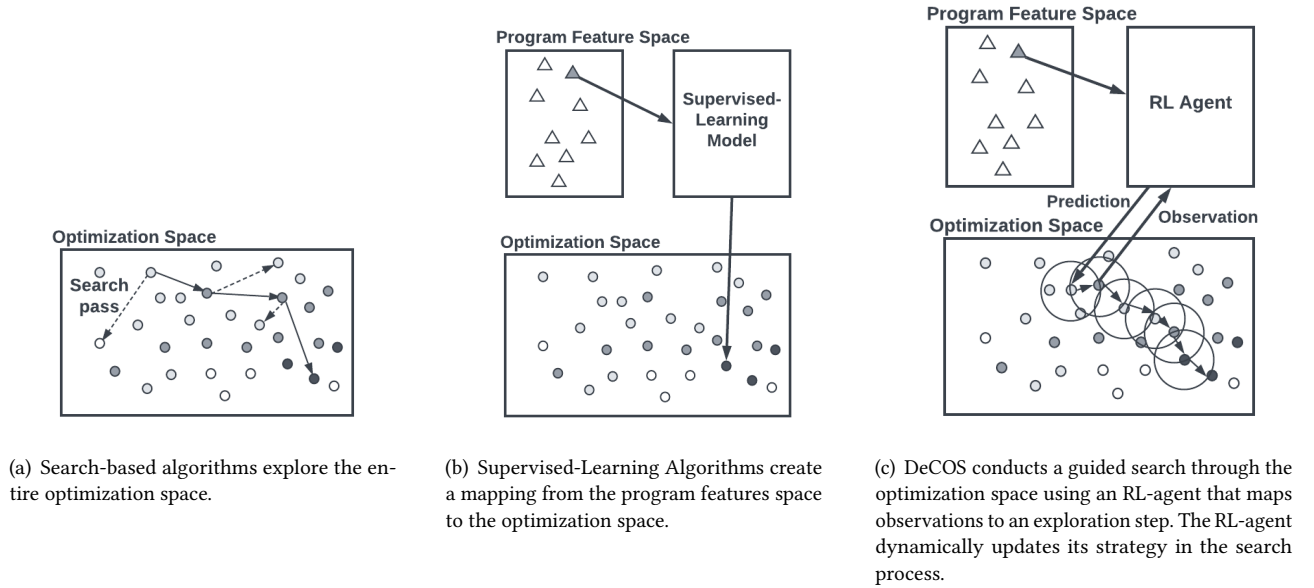 Optimization Space
Search
pass
(a) Search-based algorithms explore the en-
tire optimization space.
Program Feature Space
Supervised-
Learning
Model
Optimization Space
(b) Supervised-Learning Algorithms create
a mapping from the program features space
to the optimization space.
Program Feature Space
RL Agent
Prediction
Observation
Optimization Space
(c) DeCOS conducts a guided search through the
optimization space using an RL-agent that maps
observations to an exploration step. The RL-agent
dynamically updates its strategy in the search
process.